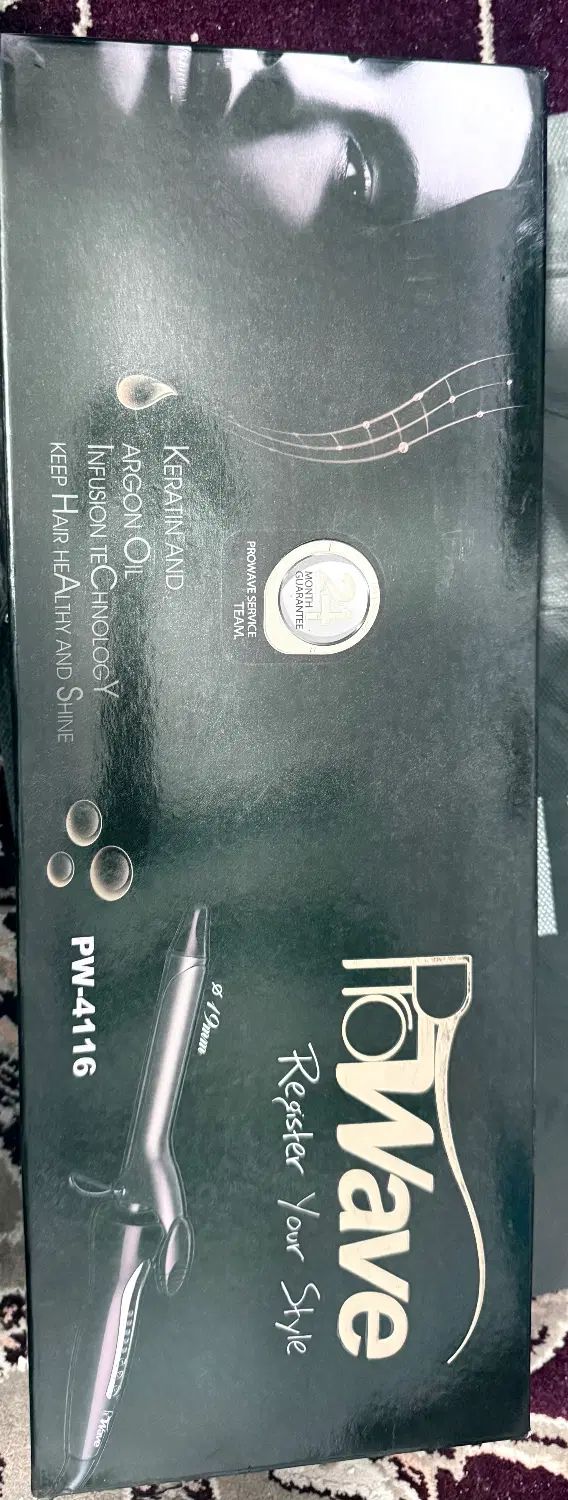 ProWave
Register Your Style
24
MONTH
GUARANTEE
PROWAVE SERVICE
TEAM
KERATIN AND
ARGON OIL
INFUSION TECHNOLOGY
KEEP HAIR HEALTHY AND SHINE
Ø 19mm
PW-4116
ProWave